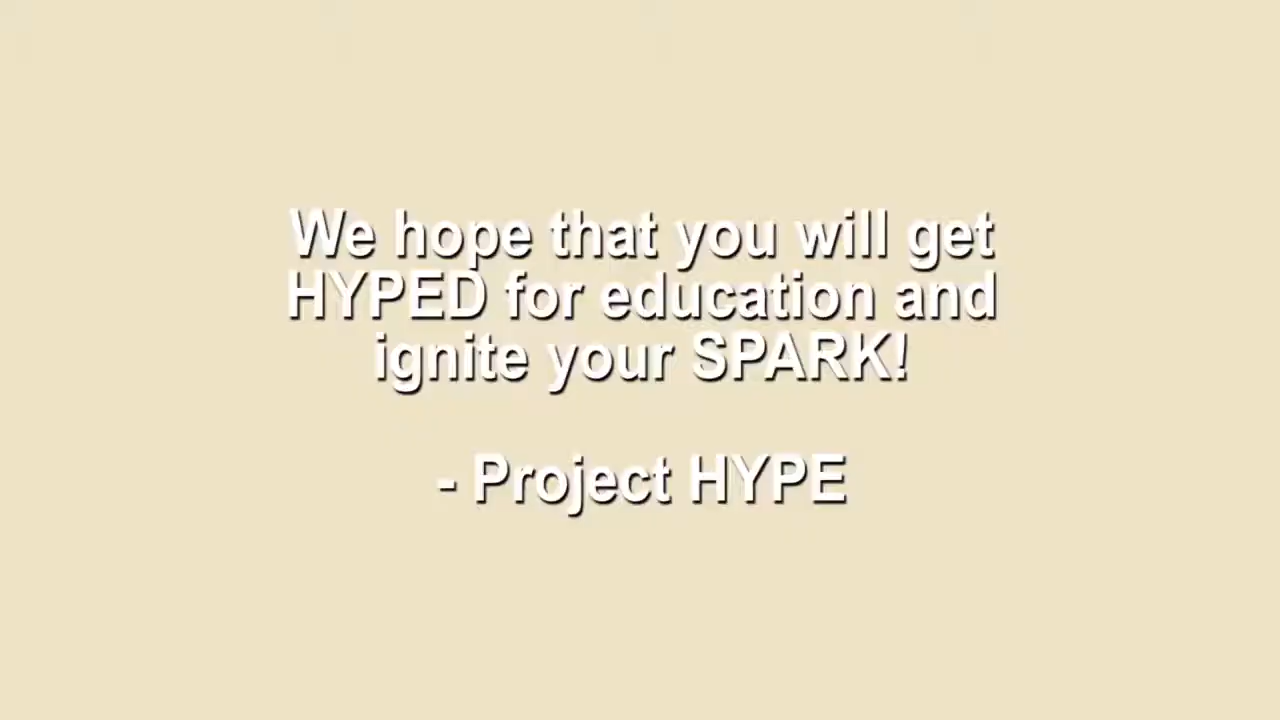 We hope that you will get
HYPED for education and
ignite your SPARK!
- Project HYPE